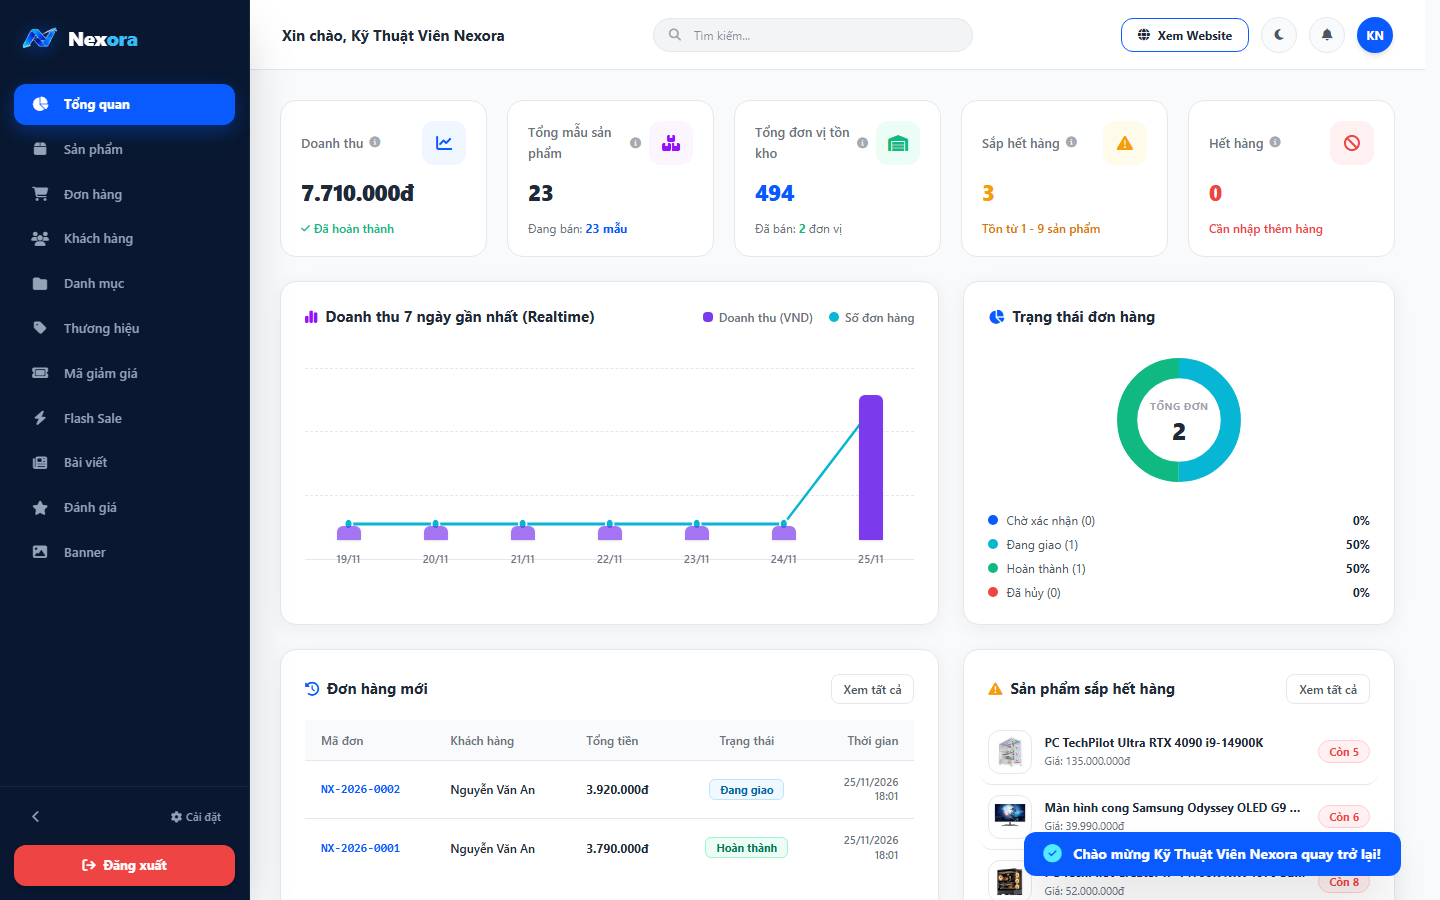 Nexora
Tổng quan
Sản phẩm
Đơn hàng
Khách hàng
Danh mục
Thương hiệu
Mã giảm giá
Flash Sale
Bài viết
Đánh giá
Banner
Cài đặt
Đăng xuất
Xin chào, Kỹ Thuật Viên Nexora
Tìm kiếm...
Xem Website
KN
Doanh thu
7.710.000đ
Đã hoàn thành
Tổng mẫu sản
phẩm
23
Đang bán: 23 mẫu
Tổng đơn vị tồn
kho
494
Đã bán: 2 đơn vị
Sắp hết hàng
3
Tồn từ 1 - 9 sản phẩm
Hết hàng
0
Cần nhập thêm hàng
Doanh thu 7 ngày gần nhất (Realtime)
Doanh thu (VND)
Số đơn hàng
19/11
20/11
21/11
22/11
23/11
24/11
25/11
Trạng thái đơn hàng
TỔNG ĐƠN
2
Chờ xác nhận (0) 0%
Đang giao (1) 50%
Hoàn thành (1) 50%
Đã hủy (0) 0%
Đơn hàng mới
Xem tất cả
Mã đơn Khách hàng Tổng tiền Trạng thái Thời gian
NX-2026-0002 Nguyễn Văn An 3.920.000đ Đang giao 25/11/2026
18:01
NX-2026-0001 Nguyễn Văn An 3.790.000đ Hoàn thành 25/11/2026
18:01
Sản phẩm sắp hết hàng
Xem tất cả
PC TechPilot Ultra RTX 4090 i9-14900K
Giá: 135.000.000đ
Còn 5
Màn hình cong Samsung Odyssey OLED G9 ...
Giá: 39.990.000đ
Còn 6
Giá: 52.000.000đ
Còn 8
Chào mừng Kỹ Thuật Viên Nexora quay trở lại!